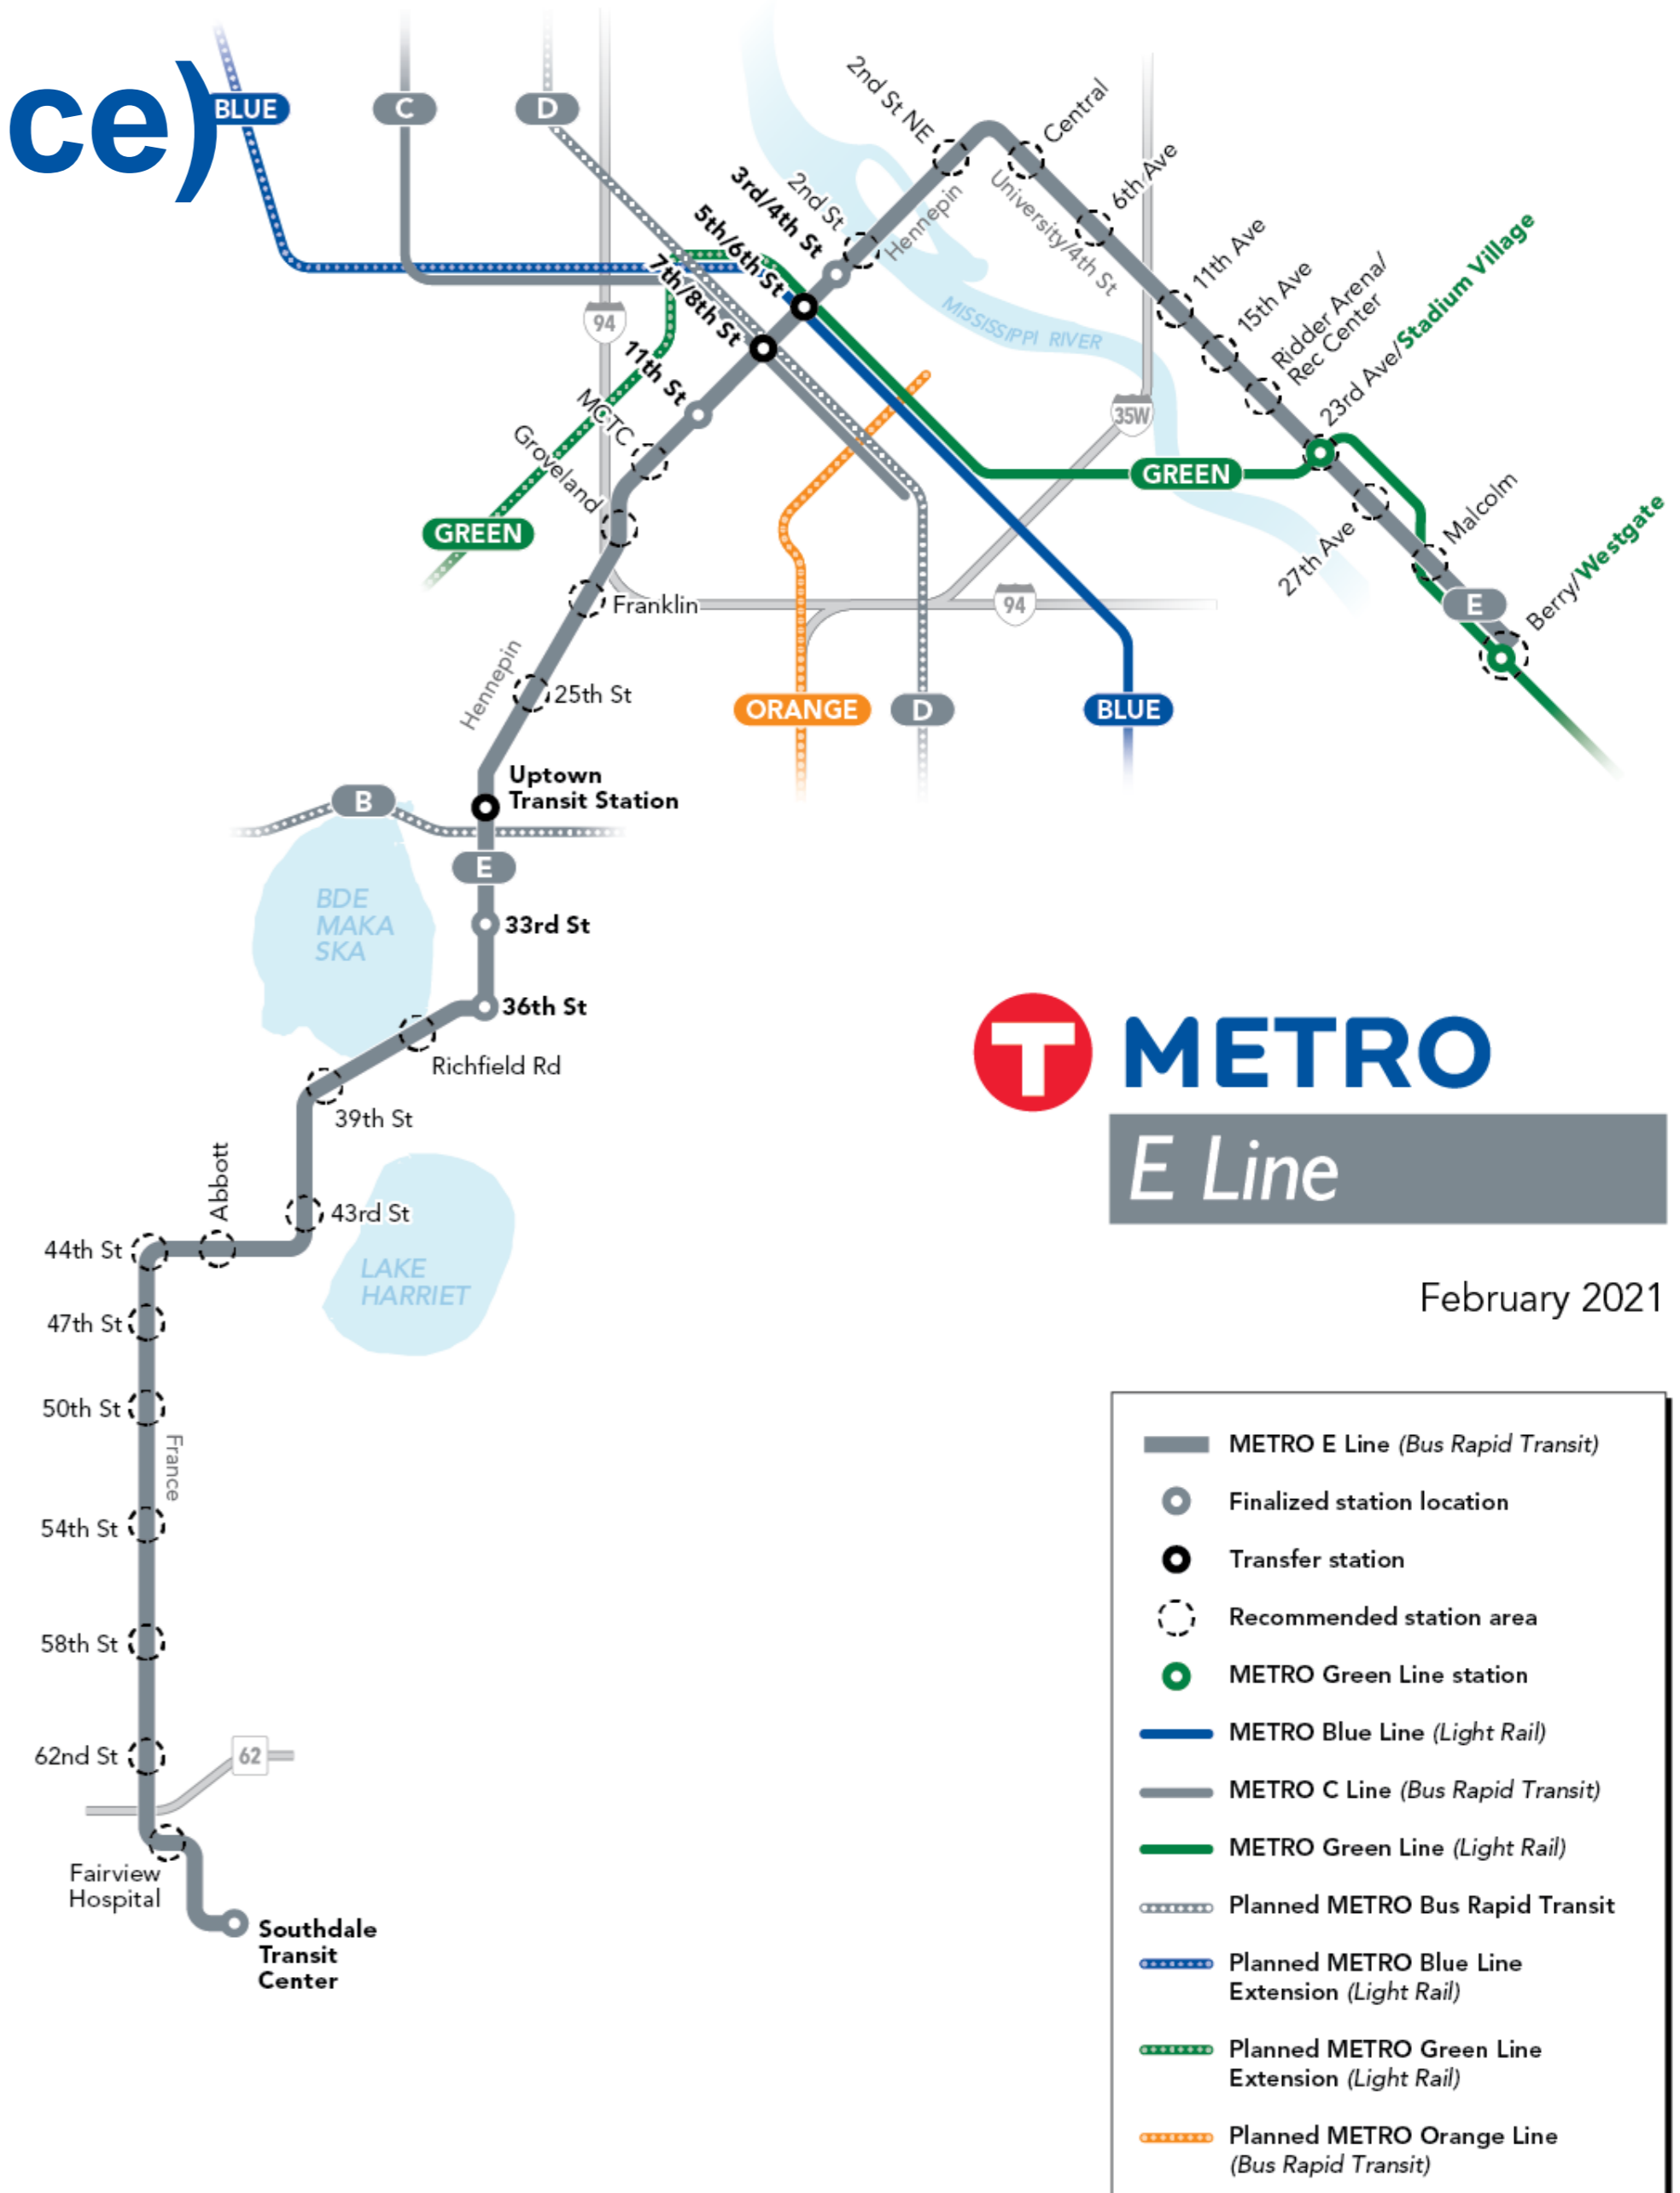 ce)
BLUE
C
D
2nd St NE
Central
6th Ave
3rd/4th St
2nd St
Hennepin
University/4th St
11th Ave
15th Ave
Ridder Arena/
Rec Center
23rd Ave/Stadium Village
5th/6th St
7th/8th St
94
MISSISSIPPI RIVER
11th St
MCTC
Groveland
35W
GREEN
GREEN
27th Ave
Malcolm
E
Berry/Westgate
Franklin
94
Hennepin
25th St
ORANGE
D
BLUE
Uptown
Transit Station
B
E
BDE
MAKA
SKA
33rd St
36th St
Richfield Rd
39th St
Abbott
43rd St
44th St
LAKE
HARRIET
47th St
50th St
France
54th St
58th St
62nd St
62
Fairview
Hospital
Southdale
Transit
Center
T METRO
E Line
February 2021
METRO E Line (Bus Rapid Transit)
Finalized station location
Transfer station
Recommended station area
METRO Green Line station
METRO Blue Line (Light Rail)
METRO C Line (Bus Rapid Transit)
METRO Green Line (Light Rail)
Planned METRO Bus Rapid Transit
Planned METRO Blue Line
Extension (Light Rail)
Planned METRO Green Line
Extension (Light Rail)
Planned METRO Orange Line
(Bus Rapid Transit)